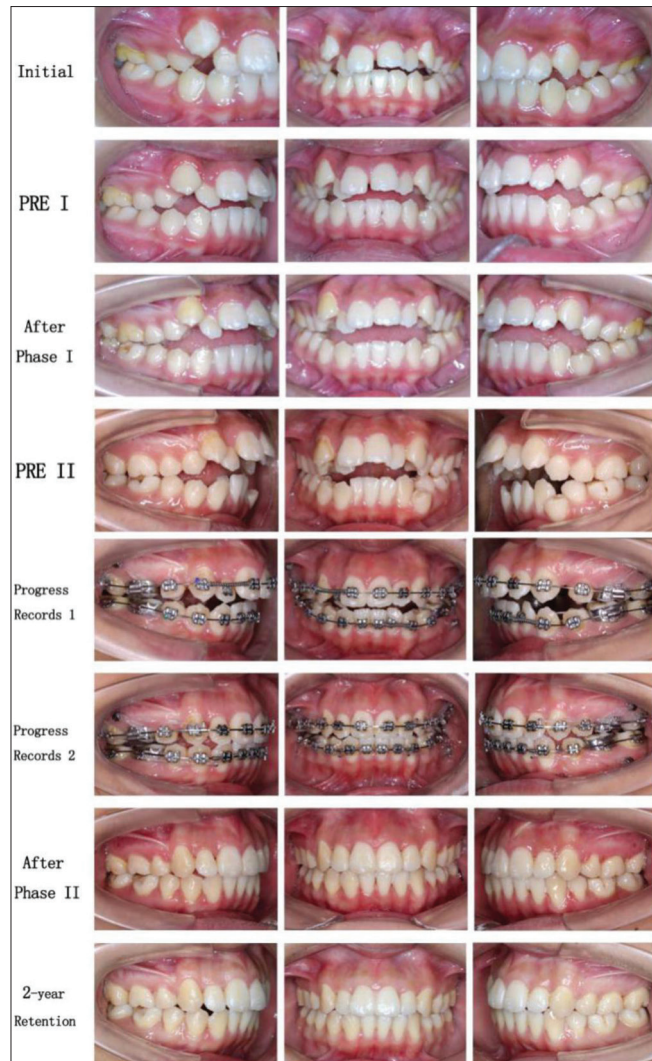 Initial
PRE I
After
Phase I
PRE II
Progress
Records 1
Progress
Records 2
After
Phase II
2-year
Retention